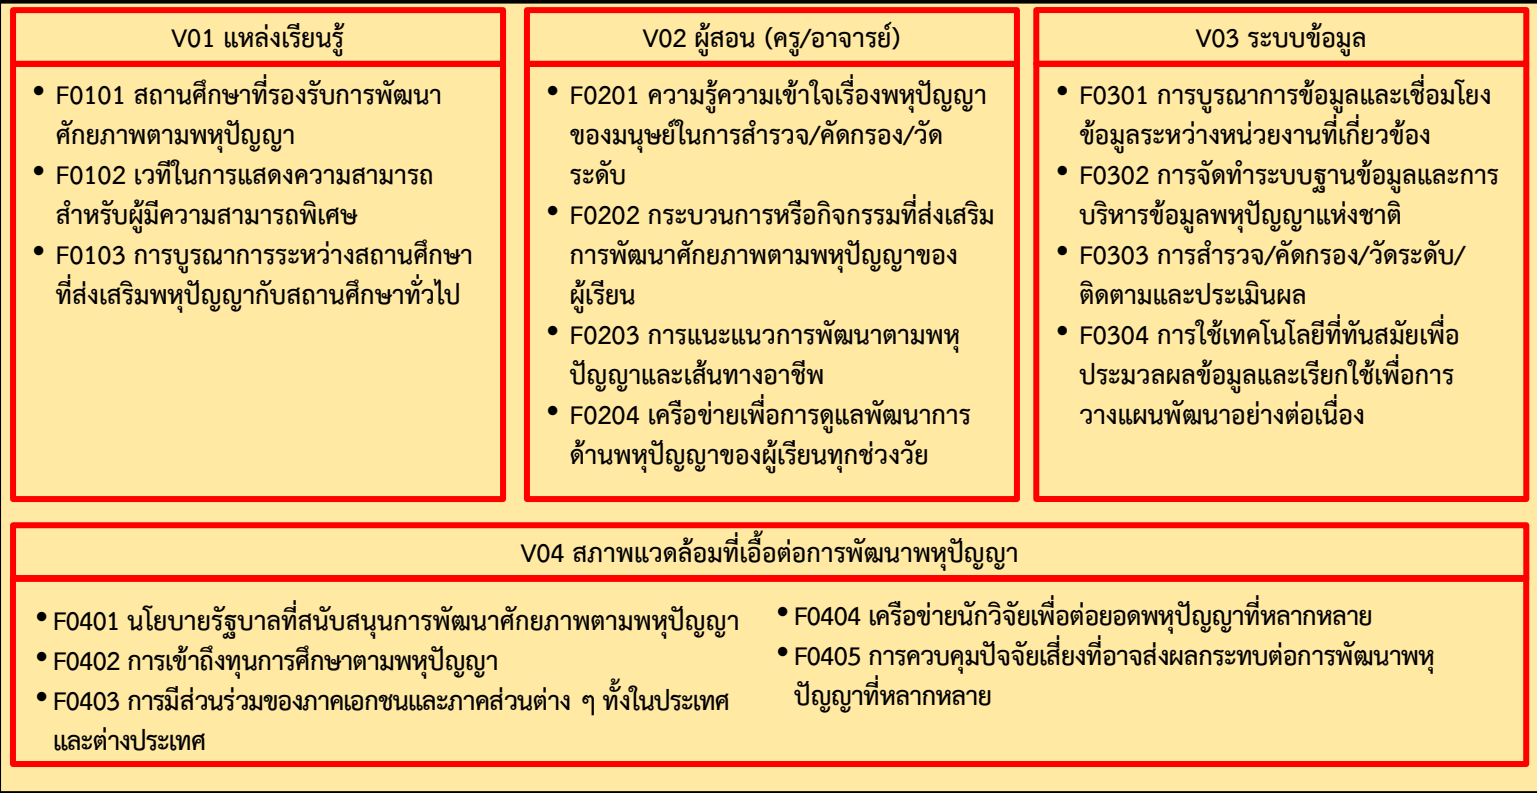 V01 แหล่งเรียนรู้
• F0101 สถานศึกษาที่รองรับการพัฒนา
ศักยภาพตามพหุปัญญา
• F0102 เวทีในการแสดงความสามารถ
สำหรับผู้มีความสามารถพิเศษ
• F0103 การบูรณาการระหว่างสถานศึกษา
ที่ส่งเสริมพหุปัญญากับสถานศึกษาทั่วไป
V02 ผู้สอน (ครู/อาจารย์)
• F0201 ความรู้ความเข้าใจเรื่องพหุปัญญา
ของมนุษย์ในการสำรวจ/คัดกรอง/วัด
ระดับ
• F0202 กระบวนการหรือกิจกรรมที่ส่งเสริม
การพัฒนาศักยภาพตามพหุปัญญาของ
ผู้เรียน
• F0203 การแนะแนวการพัฒนาตามพหุ
ปัญญาและเส้นทางอาชีพ
• F0204 เครือข่ายเพื่อการดูแลพัฒนาการ
ด้านพหุปัญญาของผู้เรียนทุกช่วงวัย
V03 ระบบข้อมูล
• F0301 การบูรณาการข้อมูลและเชื่อมโยง
ข้อมูลระหว่างหน่วยงานที่เกี่ยวข้อง
• F0302 การจัดทำระบบฐานข้อมูลและการ
บริหารข้อมูลพหุปัญญาแห่งชาติ
• F0303 การสำรวจ/คัดกรอง/วัดระดับ/
ติดตามและประเมินผล
• F0304 การใช้เทคโนโลยีที่ทันสมัยเพื่อ
ประมวลผลข้อมูลและเรียกใช้เพื่อการ
วางแผนพัฒนาอย่างต่อเนื่อง
V04 สภาพแวดล้อมที่เอื้อต่อการพัฒนาพหุปัญญา
• F0401 นโยบายรัฐบาลที่สนับสนุนการพัฒนาศักยภาพตามพหุปัญญา
• F0402 การเข้าถึงทุนการศึกษาตามพหุปัญญา
• F0403 การมีส่วนร่วมของภาคเอกชนและภาคส่วนต่าง ๆ ทั้งในประเทศ
และต่างประเทศ
• F0404 เครือข่ายนักวิจัยเพื่อต่อยอดพหุปัญญาที่หลากหลาย
• F0405 การควบคุมปัจจัยเสี่ยงที่อาจส่งผลกระทบต่อการพัฒนาพหุ
ปัญญาที่หลากหลาย